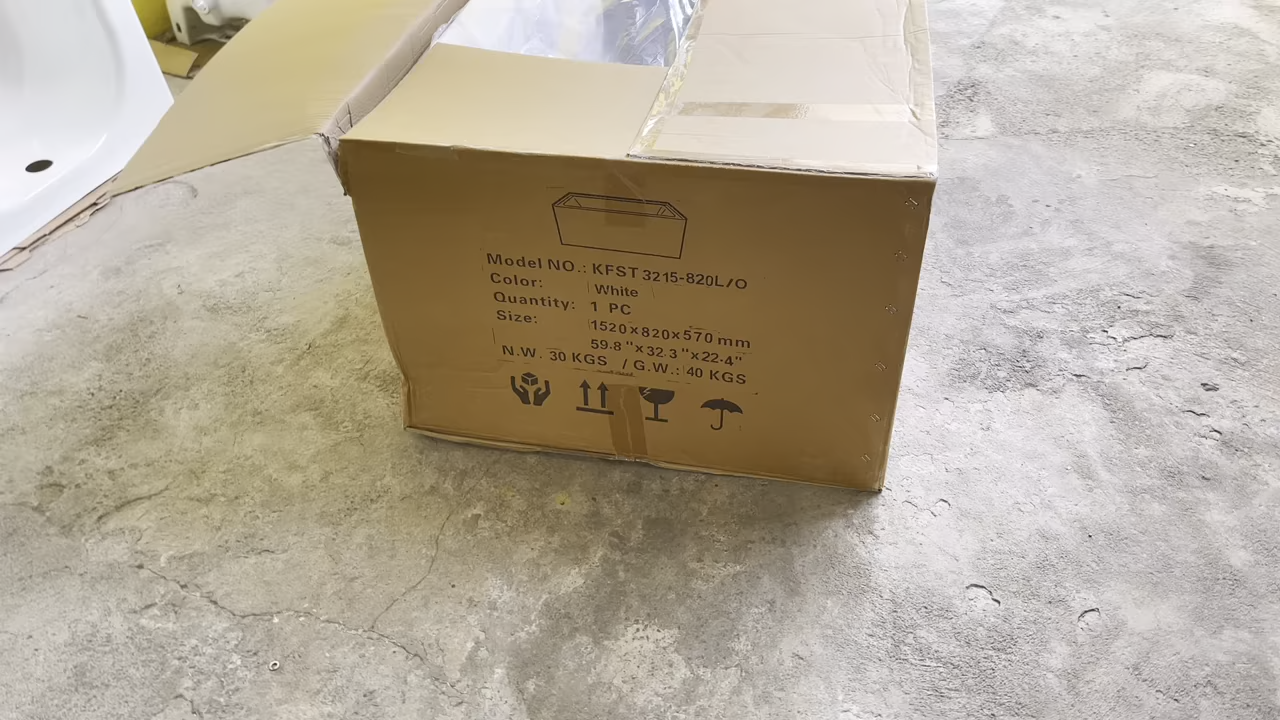 Model NO.: KFST 3215-820L/O
Color: White
Quantity: 1 PC
Size: 1520×820×570 mm
59.8"×32.3"×22.4"
N.W. 30 KGS / G.W.: 40 KGS